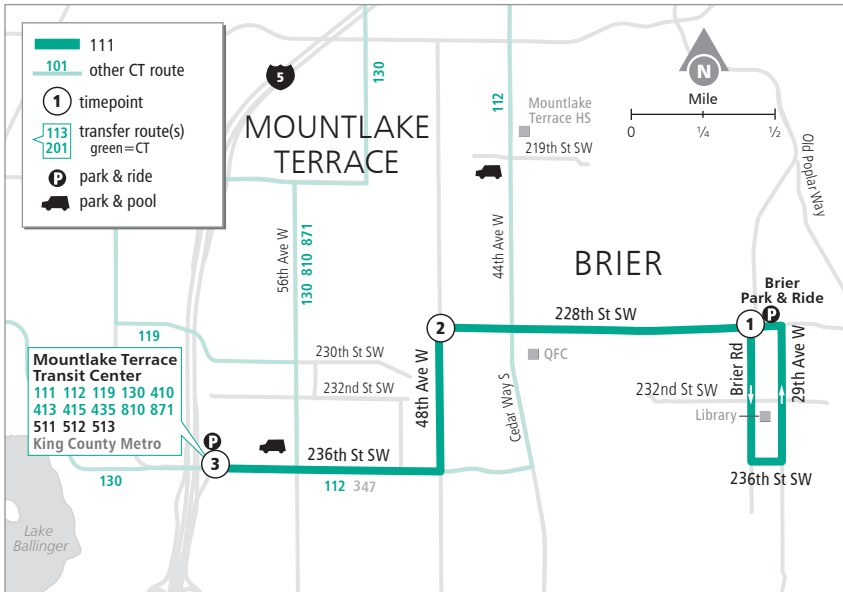 111
101
other CT route
1
timepoint
113
201
transfer route(s)
green=CT
P
park & ride
park & pool
5
130
MOUNTLAKE
TERRACE
112
Mountlake
Terrace HS
219th St SW
N
Mile
0
1/4
1/2
Old Poplar Way
56th Ave W
130 810 871
44th Ave W
BRIER
Brier
Park & Ride
P
2
228th St SW
1
119
230th St SW
QFC
48th Ave W
Brier Rd
29th Ave W
232nd St SW
232nd St SW
Cedar Way S
Library
Mountlake Terrace
Transit Center
111 112 119 130 410
413 415 435 810 871
511 512 513
King County Metro
P
3
236th St SW
130
112 347
236th St SW
Lake
Ballinger